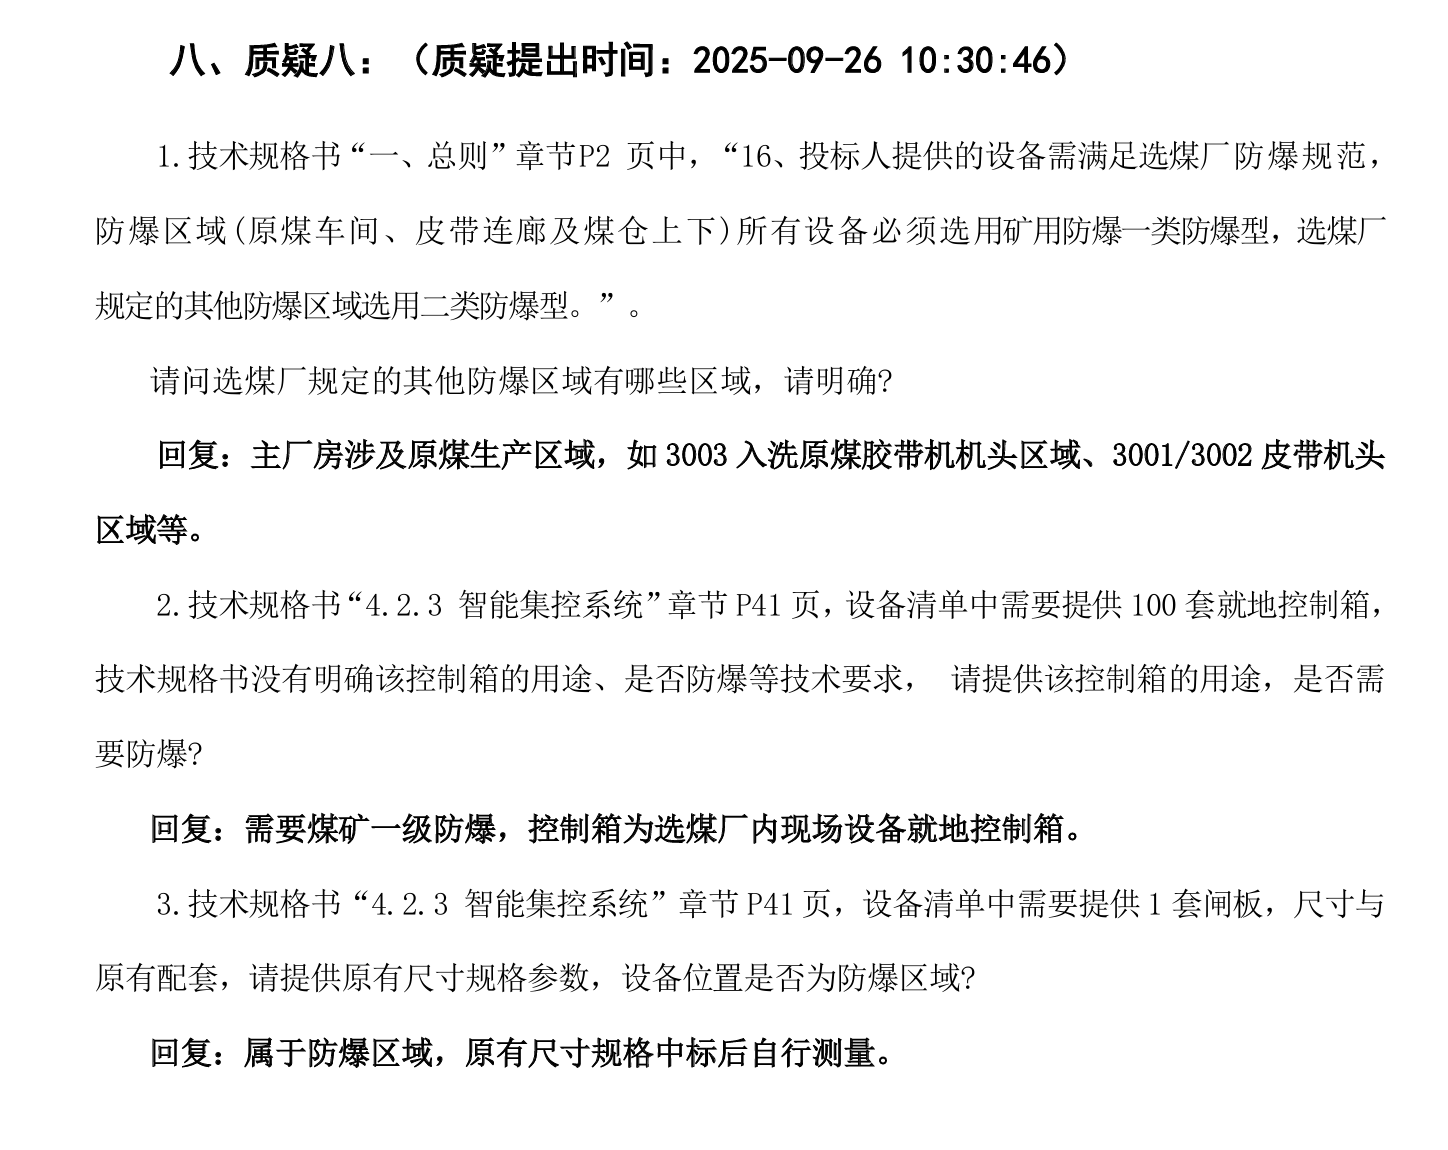 八、质疑八：（质疑提出时间：2025-09-26 10:30:46）
1.技术规格书“一、总则”章节P2 页中，“16、投标人提供的设备需满足选煤厂防爆规范，
防爆区域(原煤车间、皮带连廊及煤仓上下)所有设备必须选用矿用防爆一类防爆型，选煤厂
规定的其他防爆区域选用二类防爆型。”。
请问选煤厂规定的其他防爆区域有哪些区域，请明确?
回复：主厂房涉及原煤生产区域，如 3003 入洗原煤胶带机机头区域、3001/3002 皮带机头
区域等。
2.技术规格书“4.2.3 智能集控系统”章节 P41 页，设备清单中需要提供 100 套就地控制箱，
技术规格书没有明确该控制箱的用途、是否防爆等技术要求， 请提供该控制箱的用途，是否需
要防爆?
回复：需要煤矿一级防爆，控制箱为选煤厂内现场设备就地控制箱。
3.技术规格书“4.2.3 智能集控系统”章节 P41 页，设备清单中需要提供 1 套闸板，尺寸与
原有配套，请提供原有尺寸规格参数，设备位置是否为防爆区域?
回复：属于防爆区域，原有尺寸规格中标后自行测量。